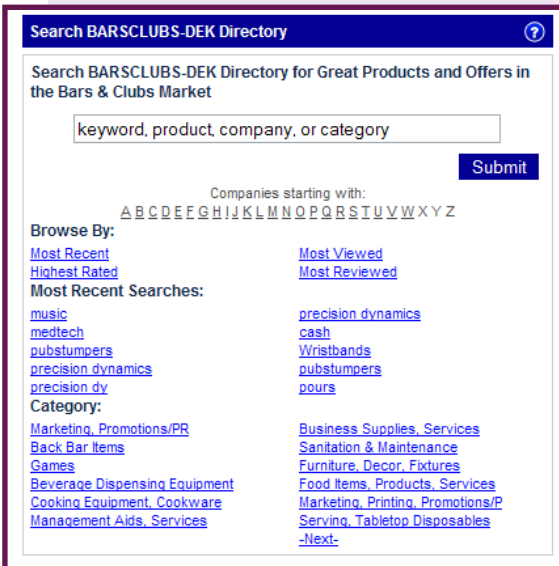 Search BARSCLUBS-DEK Directory ?
Search BARSCLUBS-DEK Directory for Great Products and Offers in
the Bars & Clubs Market
keyword, product, company, or category
Submit
Companies starting with:
A B C D E F G H I J K L M N O P Q R S T U V W X Y Z
Browse By:
Most Recent Most Viewed
Highest Rated Most Reviewed
Most Recent Searches:
music precision dynamics
medtech cash
pubstumpers Wristbands
precision dynamics pubstumpers
precision dy pours
Category:
Marketing, Promotions/PR Business Supplies, Services
Back Bar Items Sanitation & Maintenance
Games Furniture, Decor, Fixtures
Beverage Dispensing Equipment Food Items, Products, Services
Cooking Equipment, Cookware Marketing, Printing, Promotions/P
Management Aids, Services Serving, Tabletop Disposables
-Next-